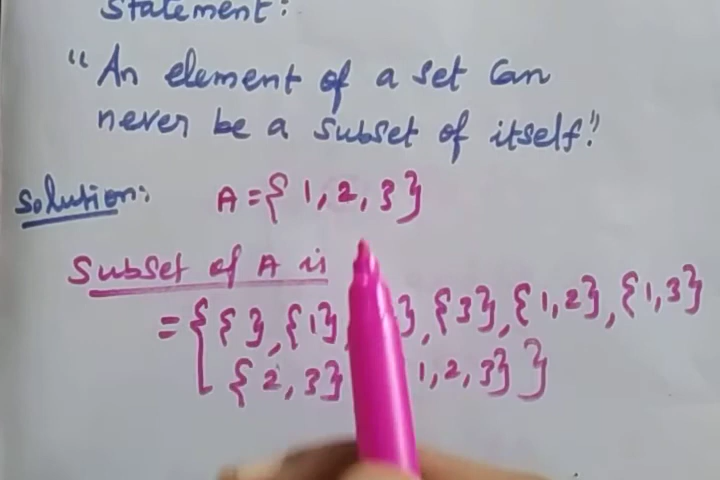 Statement:
"An element of a set can
never be a subset of itself."
Solution: A = { 1, 2, 3 }
Subset of A is
= { { }, {1}, }, {3}, {1,2}, {1,3}
{2,3} 1,2,3} }